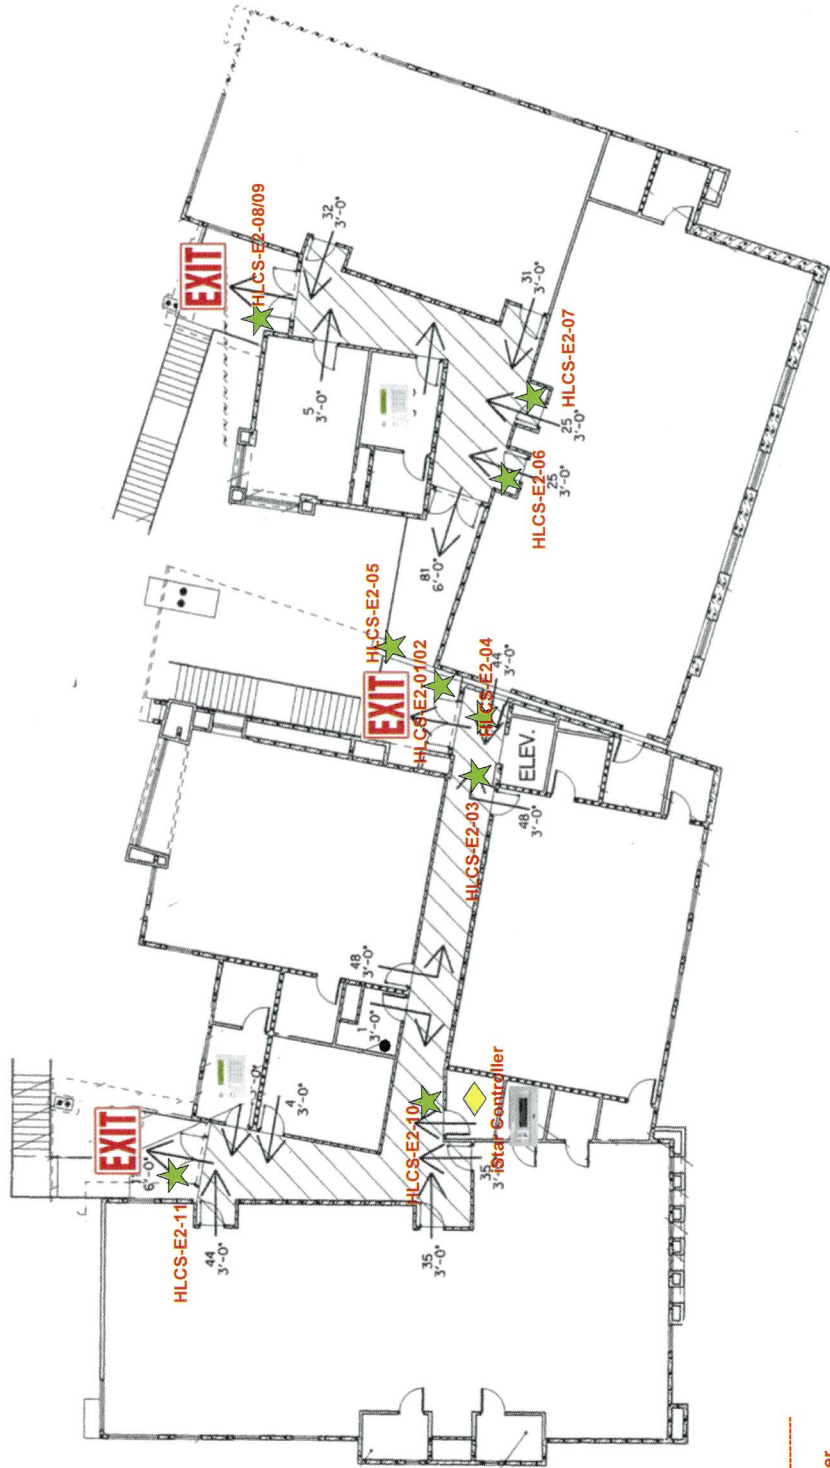 EXIT
HLCS-E2-08/09
32
3'-0"
31
3'-0"
5
3'-0"
HLCS-E2-07
25
3'-0"
HLCS-E2-06
25
3'-0"
81
6'-0"
HLCS-E2-05
EXIT
HLCS-E2-01/02
HLCS-E2-04
44
3'-0"
ELEV.
HLCS-E2-03
48
3'-0"
48
3'-0"
1
3'-0"
4
3'-0"
EXIT
6'-0"
HLCS-E2-11
44
3'-0"
HLCS-E2-10
iStar Controller
35
3'-0"
35
3'-0"